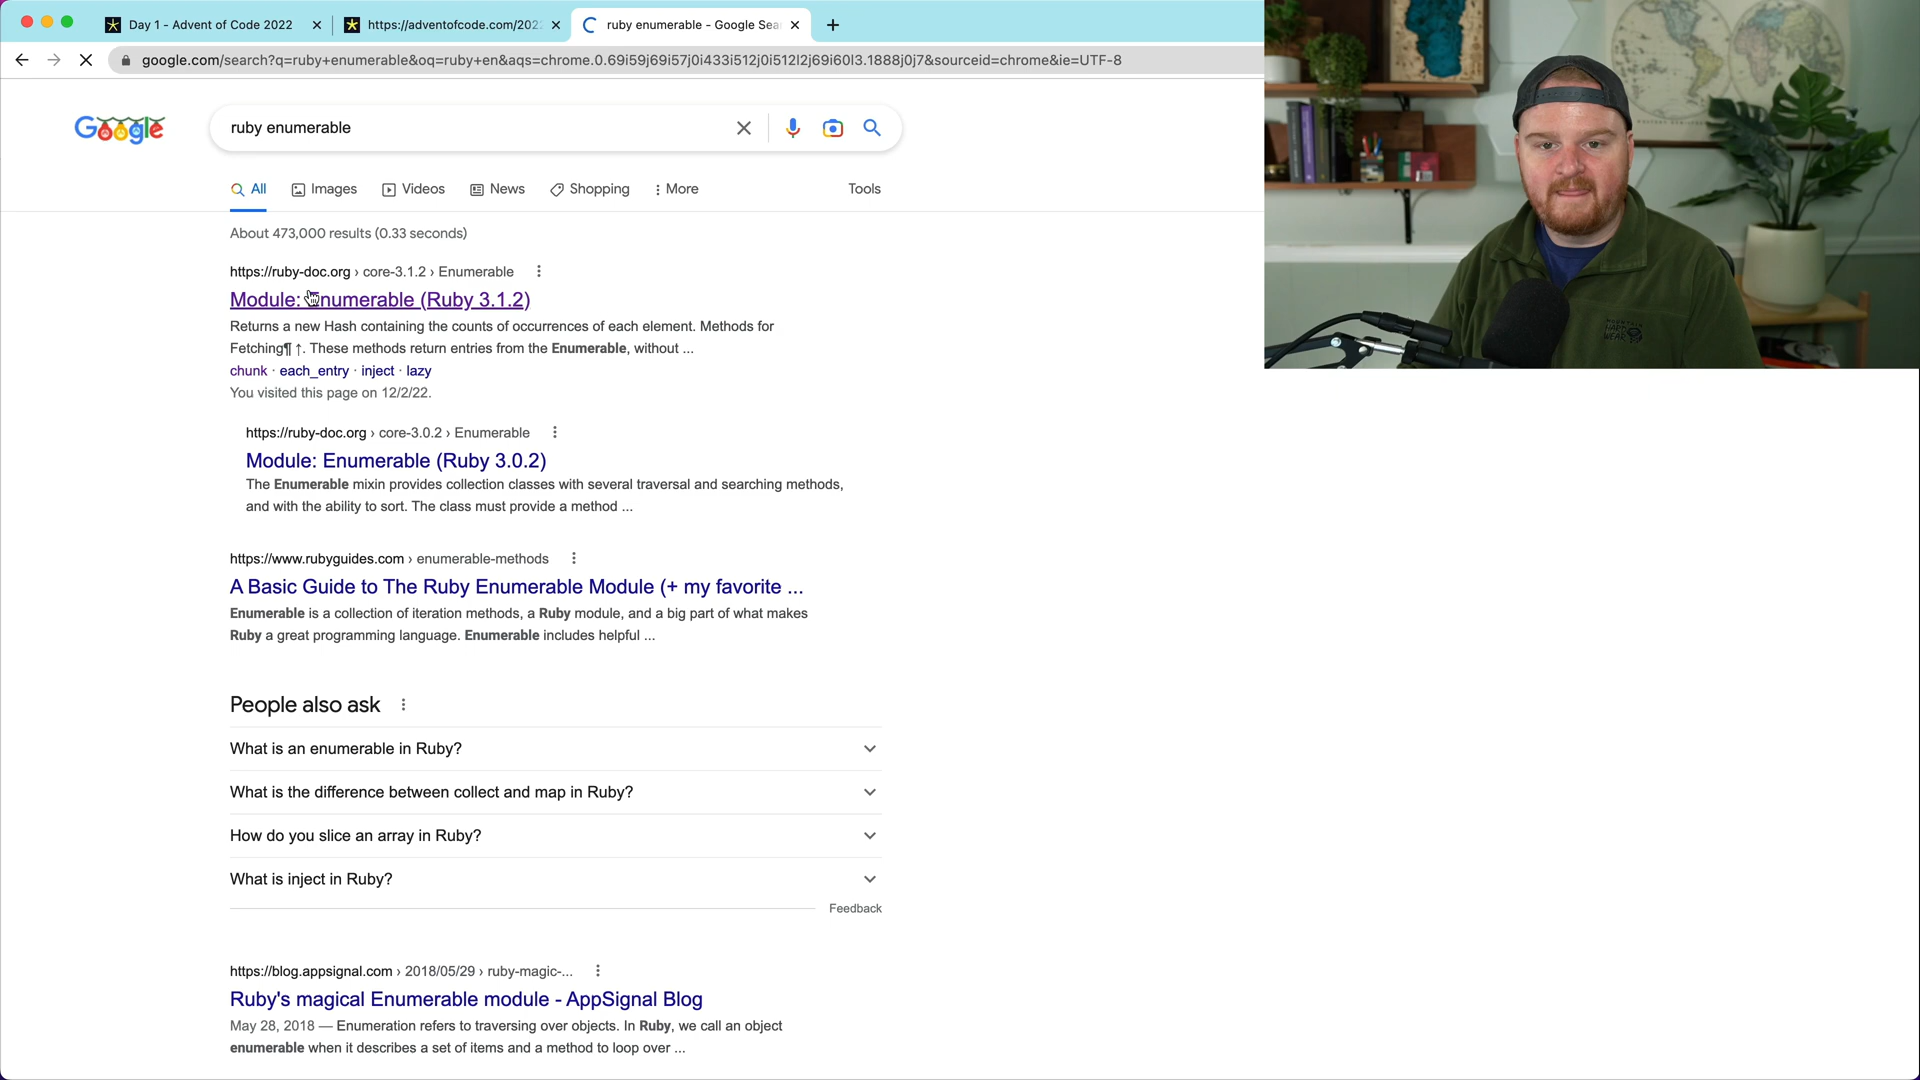 Day 1 - Advent of Code 2022
https://adventofcode.com/202
ruby enumerable - Google Sea
google.com/search?q=ruby+enumerable&oq=ruby+en&aqs=chrome.0.69i59j69i57j0i433i512j0i512l2j69i60l3.1888j0j7&sourceid=chrome&ie=UTF-8
Google
ruby enumerable
All
Images
Videos
News
Shopping
More
Tools
About 473,000 results (0.33 seconds)
https://ruby-doc.org › core-3.1.2 › Enumerable
Module: Enumerable (Ruby 3.1.2)
Returns a new Hash containing the counts of occurrences of each element. Methods for
Fetching¶ ↑. These methods return entries from the Enumerable, without ...
chunk · each_entry · inject · lazy
You visited this page on 12/2/22.
https://ruby-doc.org › core-3.0.2 › Enumerable
Module: Enumerable (Ruby 3.0.2)
The Enumerable mixin provides collection classes with several traversal and searching methods,
and with the ability to sort. The class must provide a method ...
https://www.rubyguides.com › enumerable-methods
A Basic Guide to The Ruby Enumerable Module (+ my favorite ...
Enumerable is a collection of iteration methods, a Ruby module, and a big part of what makes
Ruby a great programming language. Enumerable includes helpful ...
People also ask
What is an enumerable in Ruby?
What is the difference between collect and map in Ruby?
How do you slice an array in Ruby?
What is inject in Ruby?
Feedback
https://blog.appsignal.com › 2018/05/29 › ruby-magic-...
Ruby's magical Enumerable module - AppSignal Blog
May 28, 2018 — Enumeration refers to traversing over objects. In Ruby, we call an object
enumerable when it describes a set of items and a method to loop over ...